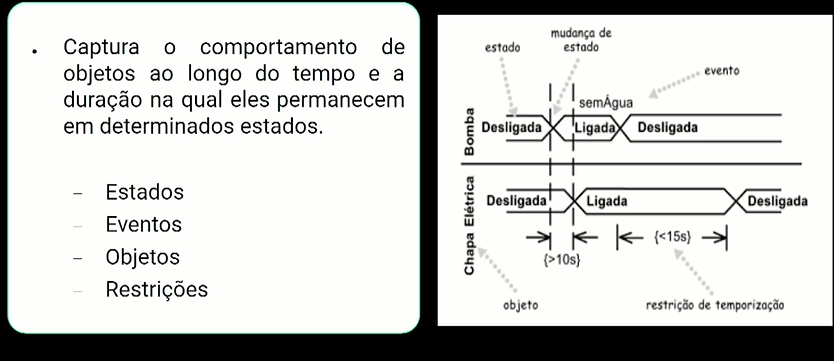 • Captura o comportamento de
objetos ao longo do tempo e a
duração na qual eles permanecem
em determinados estados.
– Estados
– Eventos
– Objetos
– Restrições
mudança de
estado
estado
evento
semÁgua
Bomba
Desligada Ligada Desligada
Chapa Elétrica
Desligada Ligada Desligada
{>10s} {<15s}
objeto restrição de temporização